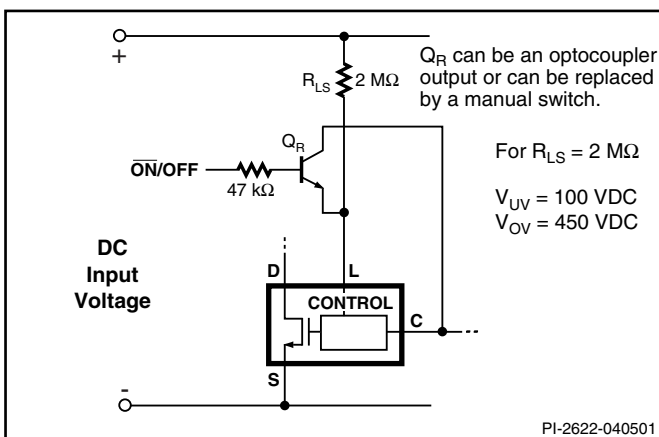 +
R_LS 2 MΩ
Q_R can be an optocoupler
output or can be replaced
by a manual switch.
Q_R
For R_LS = 2 MΩ
ON/OFF
47 kΩ
V_UV = 100 VDC
V_OV = 450 VDC
DC
Input
Voltage
D
L
CONTROL
C
S
-
PI-2622-040501